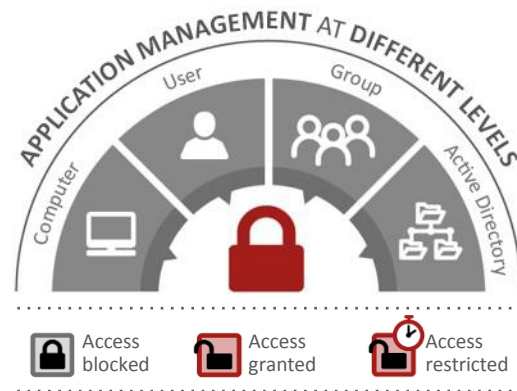 APPLICATION MANAGEMENT AT DIFFERENT LEVELS
Computer
User
Group
Active Directory
Access
blocked
Access
granted
Access
restricted